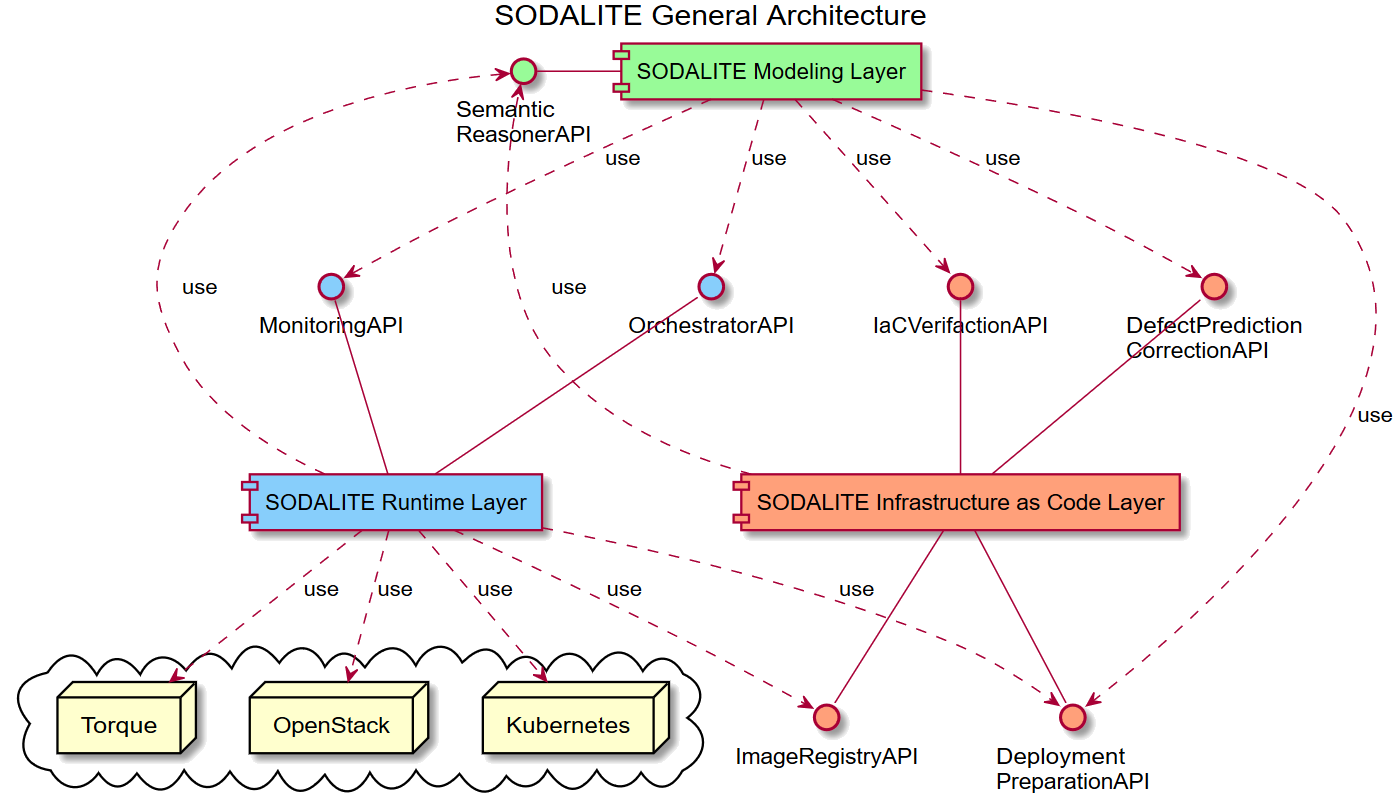 SODALITE General Architecture
SODALITE Modeling Layer
Semantic
ReasonerAPI
use
use
use
use
use
use
MonitoringAPI
OrchestratorAPI
IaCVerifactionAPI
DefectPrediction
CorrectionAPI
use
SODALITE Runtime Layer
SODALITE Infrastructure as Code Layer
use
use
use
use
use
Torque
OpenStack
Kubernetes
ImageRegistryAPI
Deployment
PreparationAPI